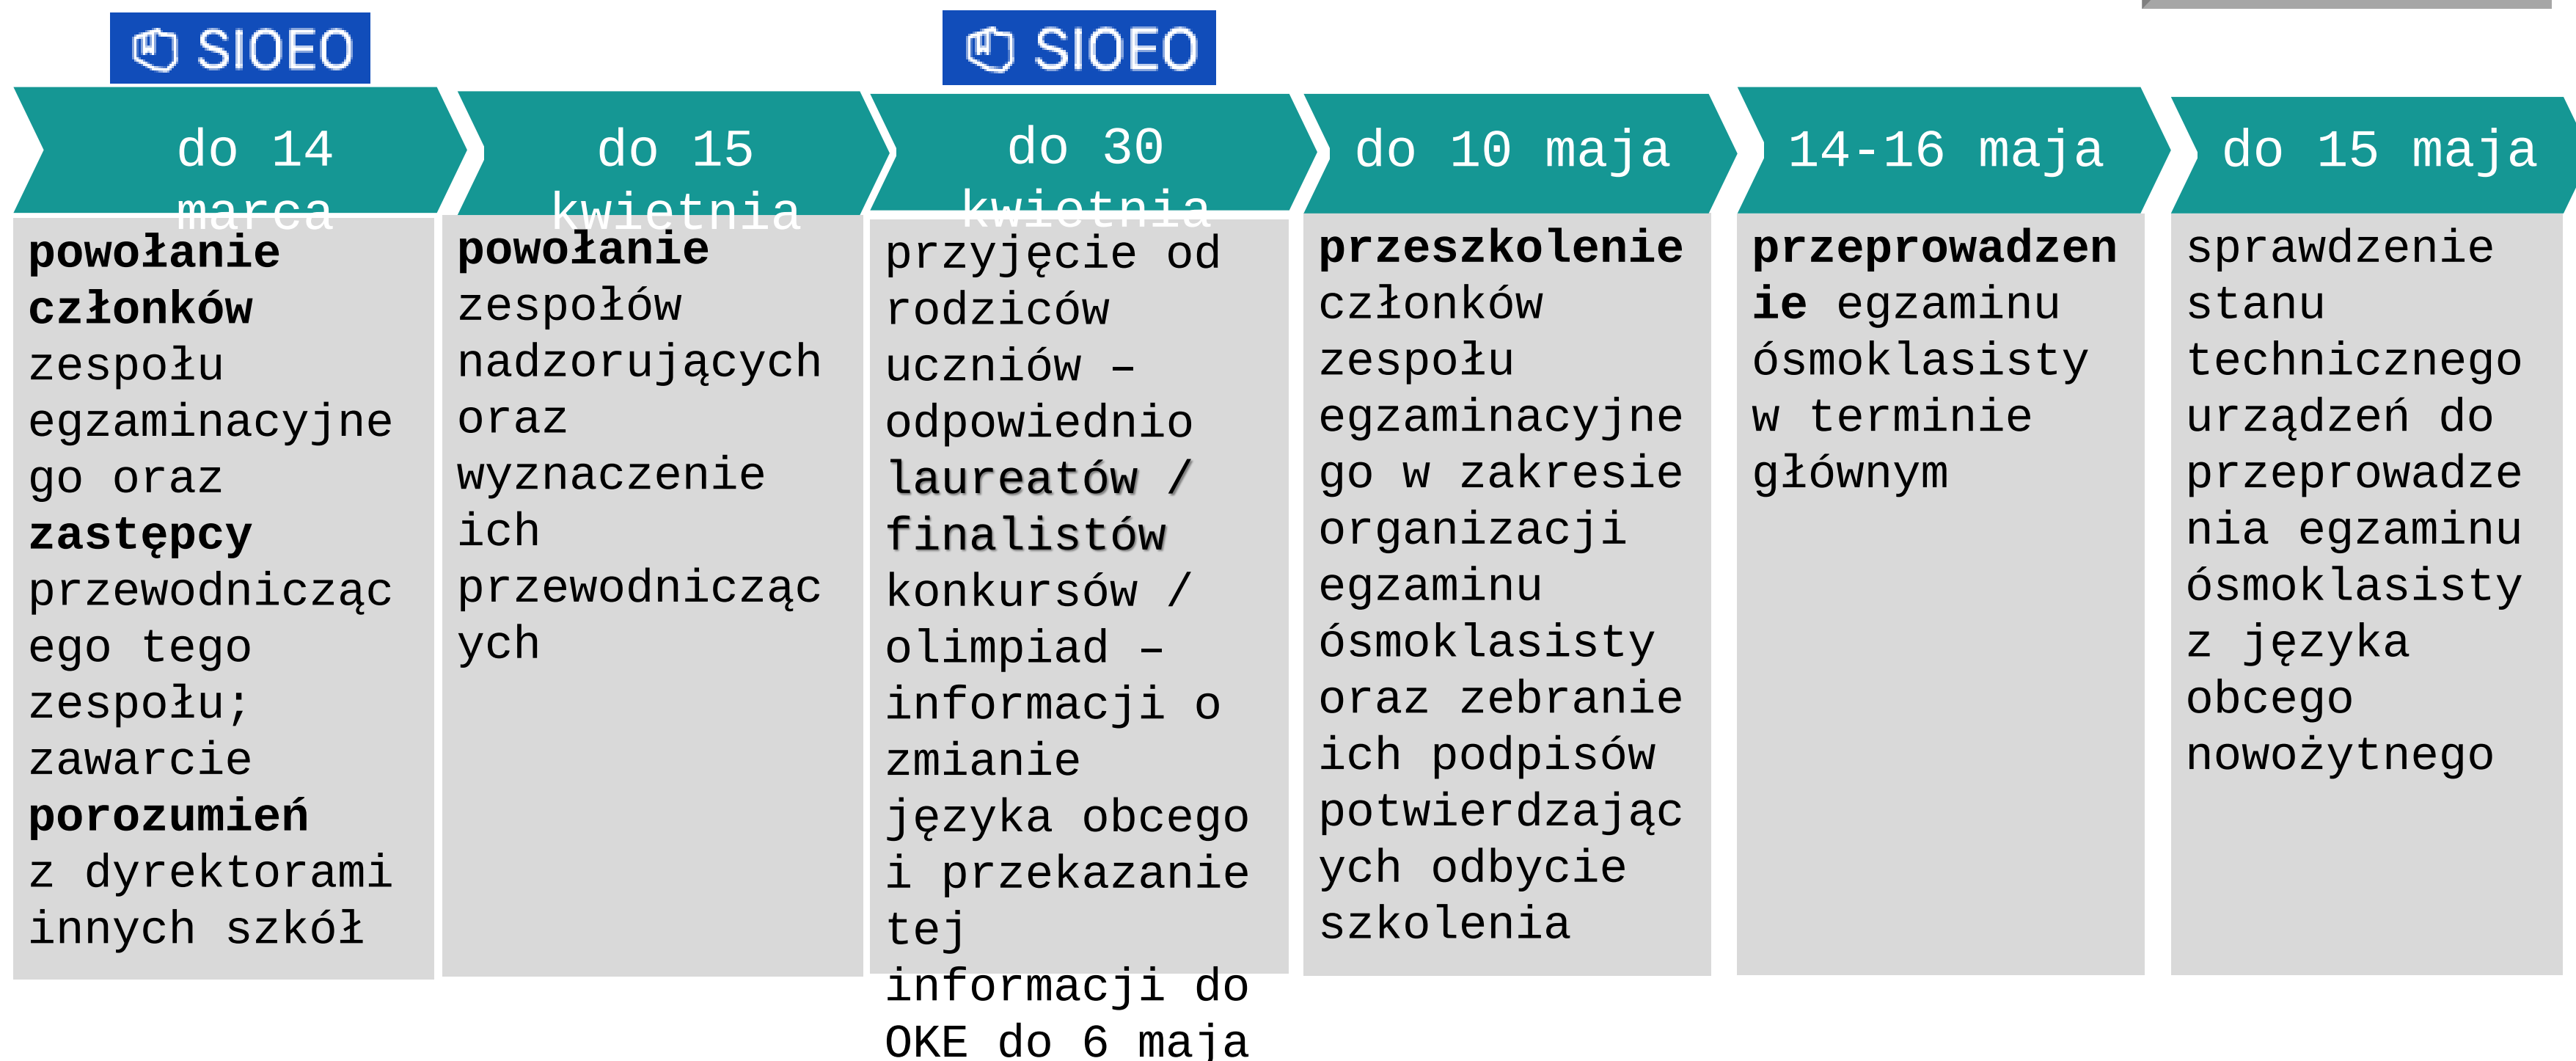 SIOEO
SIOEO
do 14
marca
powołanie
członków
zespołu
egzaminacyjne
go oraz
zastępcy
przewodnicząc
ego tego
zespołu;
zawarcie
porozumień
z dyrektorami
innych szkół
do 15
kwietnia
powołanie
zespołów
nadzorujących
oraz
wyznaczenie
ich
przewodnicząc
ych
do 30
kwietnia
przyjęcie od
rodziców
uczniów –
odpowiednio
laureatów /
finalistów
konkursów /
olimpiad –
informacji o
zmianie
języka obcego
i przekazanie
tej
informacji do
OKE do 6 maja
do 10 maja
przeszkolenie
członków
zespołu
egzaminacyjne
go w zakresie
organizacji
egzaminu
ósmoklasisty
oraz zebranie
ich podpisów
potwierdzając
ych odbycie
szkolenia
14-16 maja
przeprowadzen
ie egzaminu
ósmoklasisty
w terminie
głównym
do 15 maja
sprawdzenie
stanu
technicznego
urządzeń do
przeprowadze
nia egzaminu
ósmoklasisty
z języka
obcego
nowożytnego